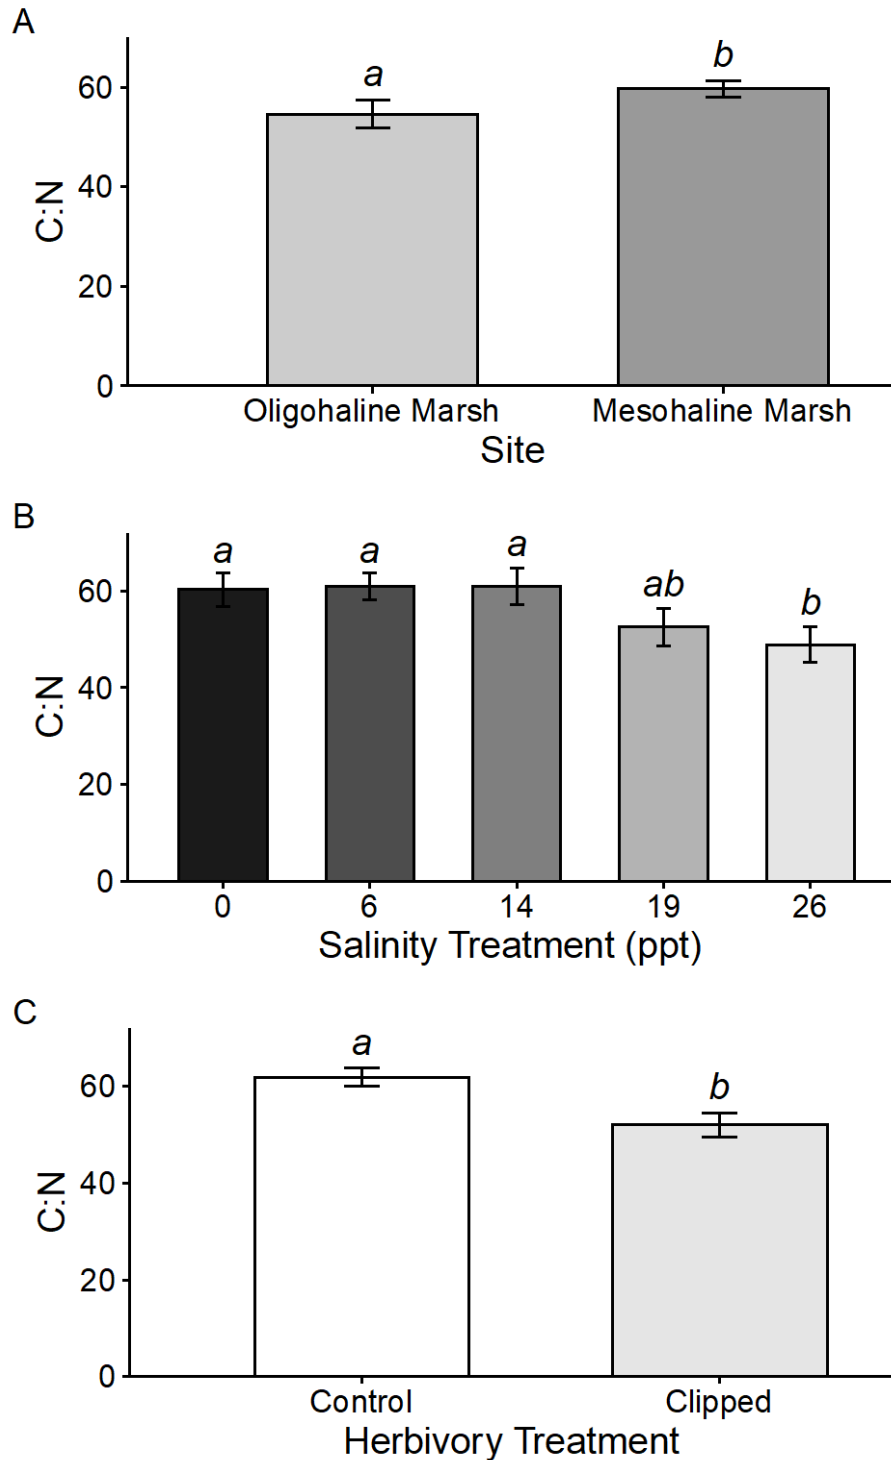 A
a
b
60
40
20
0
C:N
Oligohaline Marsh
Mesohaline Marsh
Site
B
a
a
a
ab
b
60
40
20
0
C:N
0
6
14
19
26
Salinity Treatment (ppt)
C
a
b
60
40
20
0
C:N
Control
Clipped
Herbivory Treatment